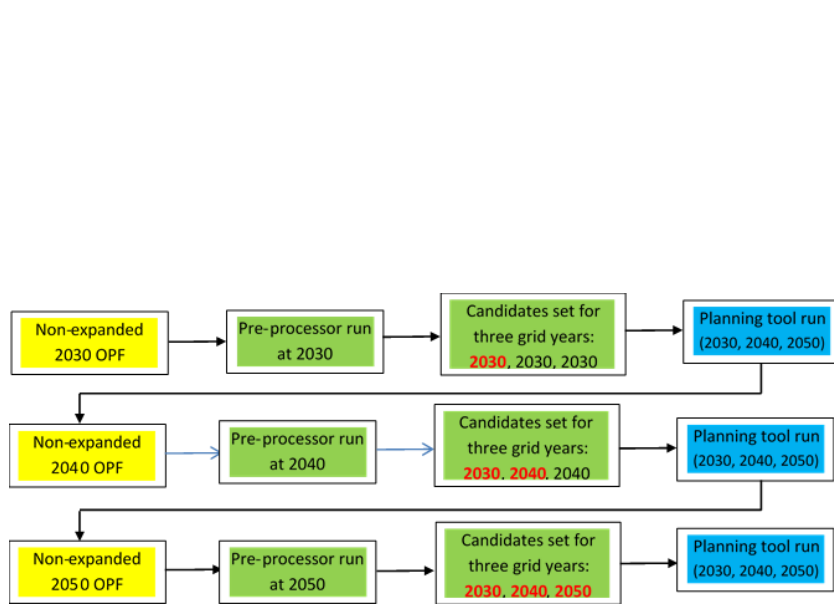 Non-expanded
2030 OPF
Pre-processor run
at 2030
Candidates set for
three grid years:
2030, 2030, 2030
Planning tool run
(2030, 2040, 2050)
Non-expanded
2040 OPF
Pre-processor run
at 2040
Candidates set for
three grid years:
2030, 2040, 2040
Planning tool run
(2030, 2040, 2050)
Non-expanded
2050 OPF
Pre-processor run
at 2050
Candidates set for
three grid years:
2030, 2040, 2050
Planning tool run
(2030, 2040, 2050)